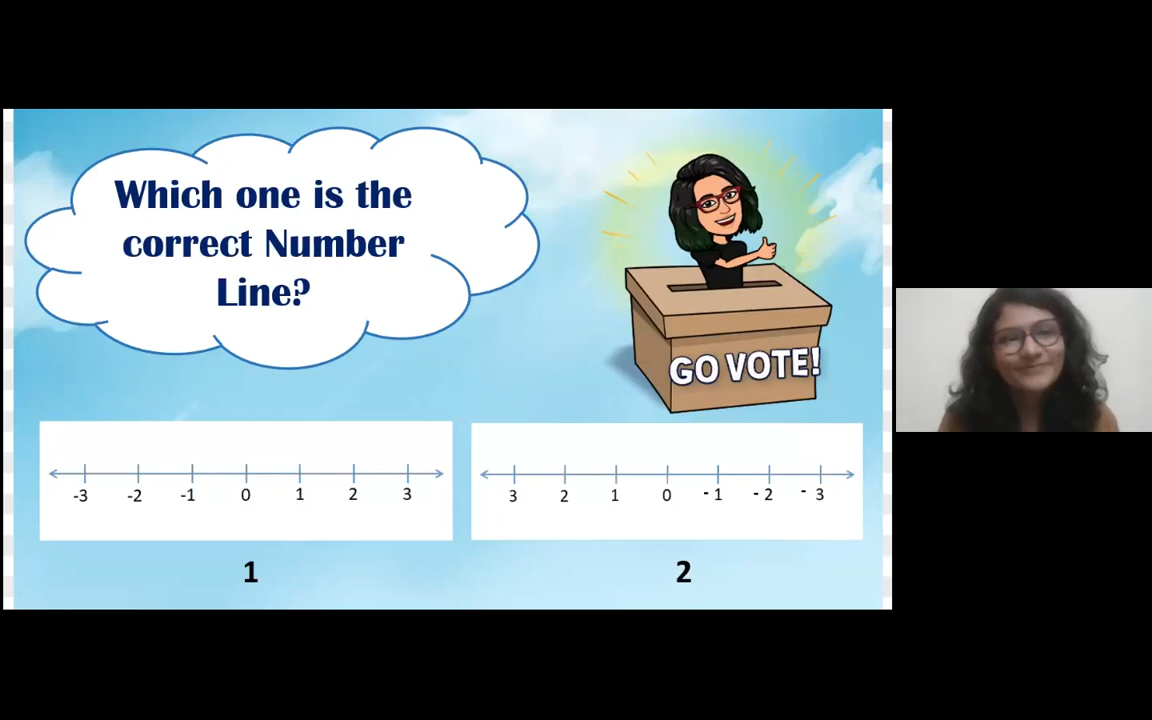 Which one is the
correct Number
Line?
GO VOTE!
-3 -2 -1 0 1 2 3
3 2 1 0 -1 -2 -3
1
2